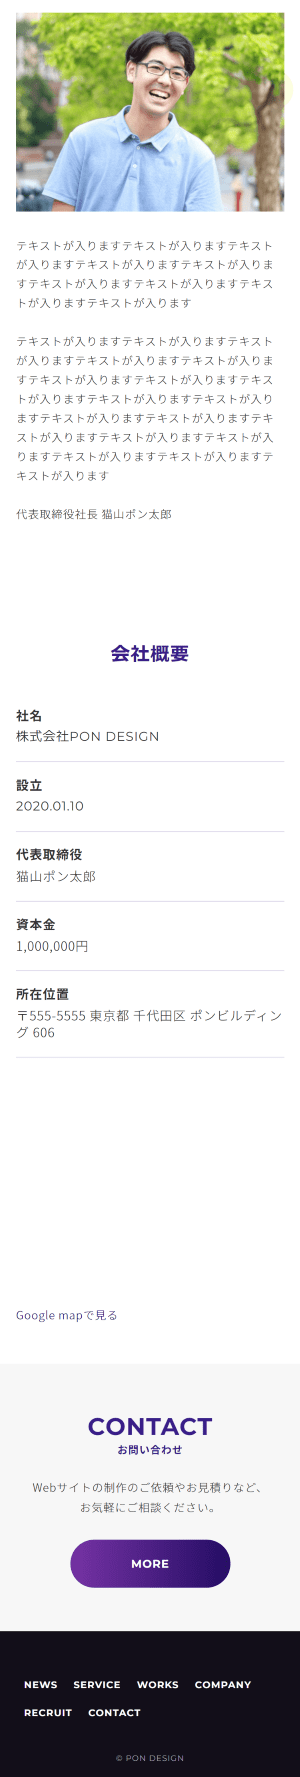 テキストが入りますテキストが入りますテキスト
が入りますテキストが入りますテキストが入りま
すテキストが入りますテキストが入りますテキス
トが入りますテキストが入ります
テキストが入りますテキストが入りますテキスト
が入りますテキストが入りますテキストが入りま
すテキストが入りますテキストが入りますテキス
トが入りますテキストが入りますテキストが入り
ますテキストが入りますテキストが入りますテキ
ストが入りますテキストが入りますテキストが入
りますテキストが入りますテキストが入りますテ
キストが入ります
代表取締役社長 猫山ポン太郎
会社概要
社名
株式会社PON DESIGN
設立
2020.01.10
代表取締役
猫山ポン太郎
資本金
1,000,000円
所在位置
〒555-5555 東京都 千代田区 ポンビルディン
グ 606
Google mapで見る
CONTACT
お問い合わせ
Webサイトの制作のご依頼やお見積りなど、
お気軽にご相談ください。
MORE
NEWS SERVICE WORKS COMPANY
RECRUIT CONTACT
© PON DESIGN